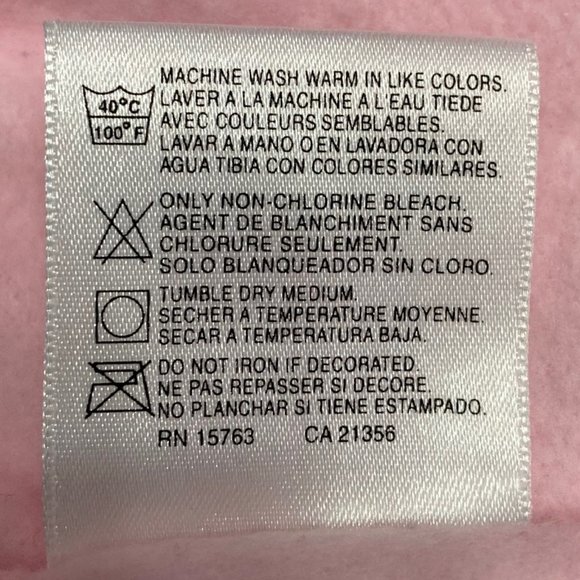 40°C
100°F
MACHINE WASH WARM IN LIKE COLORS.
LAVER A LA MACHINE A L'EAU TIEDE
AVEC COULEURS SEMBLABLES.
LAVAR A MANO O EN LAVADORA CON
AGUA TIBIA CON COLORES SIMILARES.
ONLY NON-CHLORINE BLEACH.
AGENT DE BLANCHIMENT SANS
CHLORURE SEULEMENT.
SOLO BLANQUEADOR SIN CLORO.
TUMBLE DRY MEDIUM.
SECHER A TEMPERATURE MOYENNE.
SECAR A TEMPERATURA BAJA.
DO NOT IRON IF DECORATED.
NE PAS REPASSER SI DECORE.
NO PLANCHAR SI TIENE ESTAMPADO.
RN 15763 CA 21356